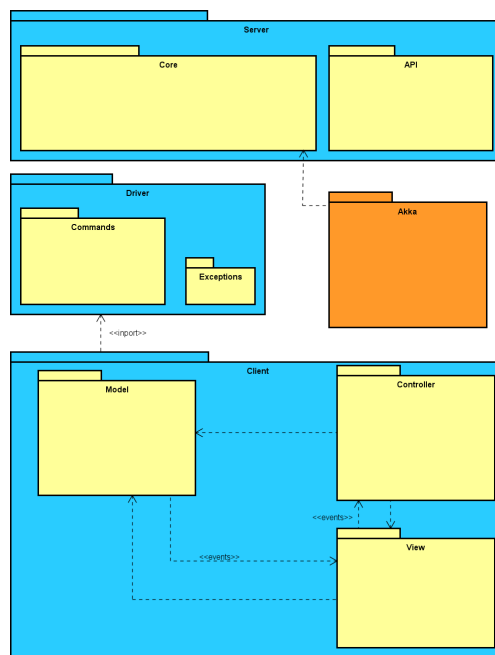 Server
Core
API
Driver
Commands
Exceptions
Akka
<<inport>>
Client
Model
Controller
<<events>>
View
<<events>>